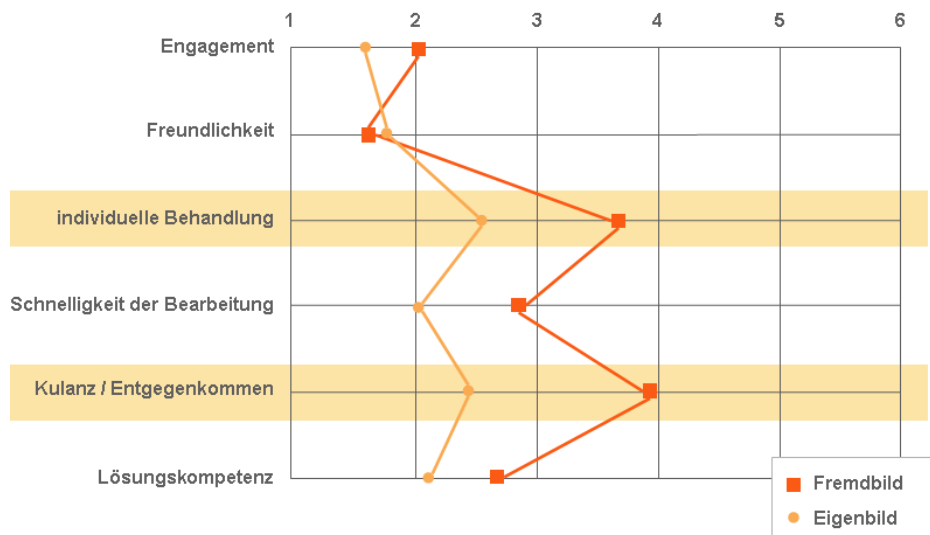 1 2 3 4 5 6
Engagement
Freundlichkeit
individuelle Behandlung
Schnelligkeit der Bearbeitung
Kulanz / Entgegenkommen
Lösungskompetenz
Fremdbild
Eigenbild